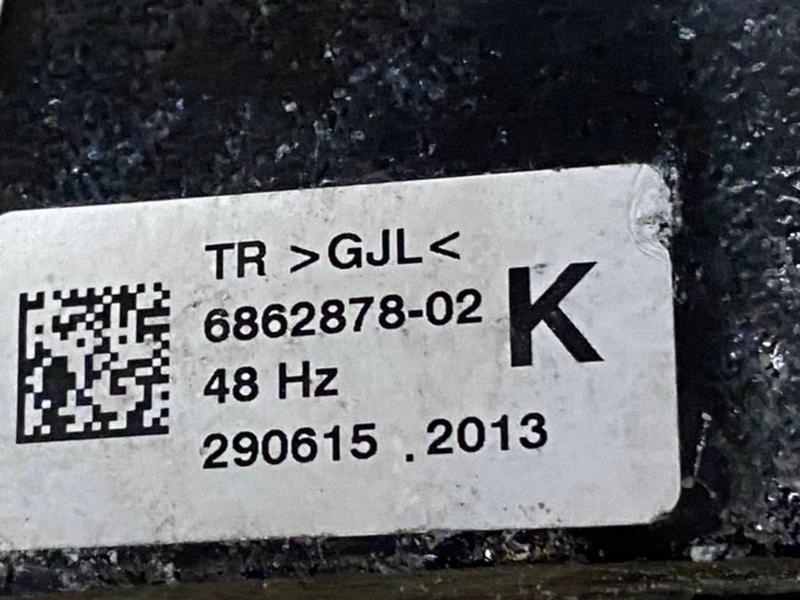 TR >GJL<
6862878-02
K
48 Hz
290615 .2013